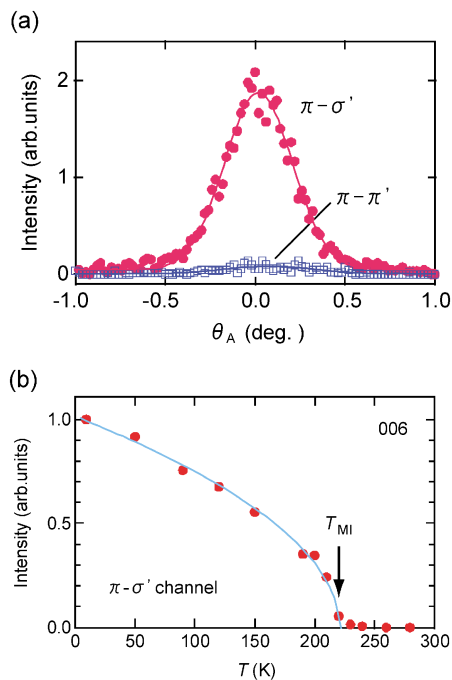 (a)
Intensity (arb.units)
2
1
0
π-σ'
π-π'
-1.0 -0.5 0.0 0.5 1.0
θA (deg. )
(b)
Intensity (arb.units)
1.0
0.5
0.0
006
TMI
π-σ' channel
0 50 100 150 200 250 300
T (K)